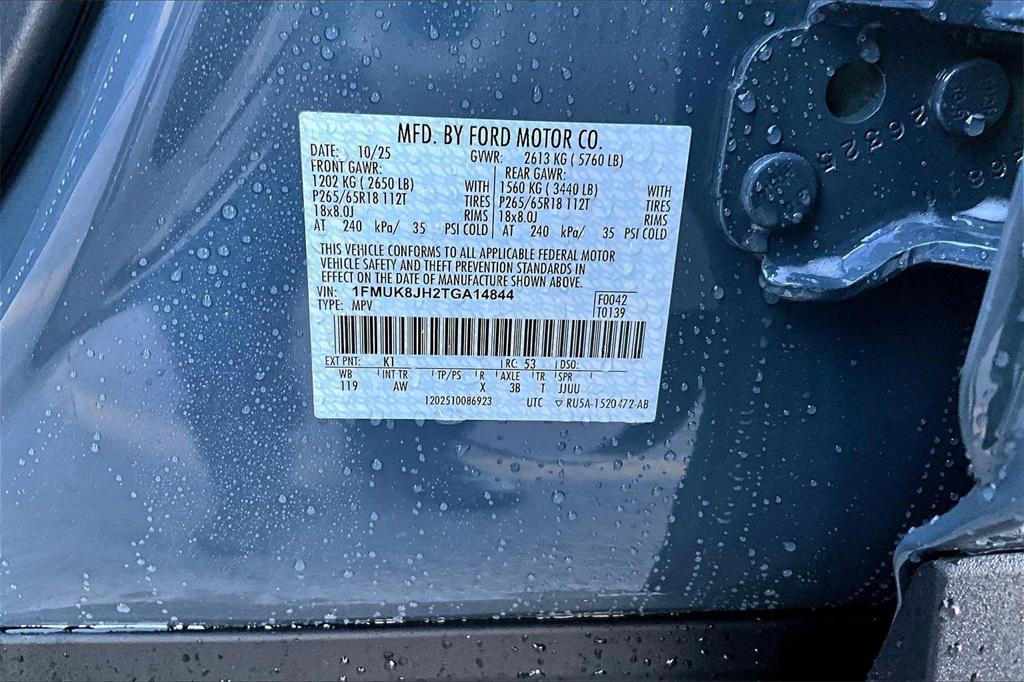 MFD. BY FORD MOTOR CO.
DATE: 10/25 GVWR: 2613 KG ( 5760 LB)
FRONT GAWR: REAR GAWR:
1202 KG ( 2650 LB) WITH 1560 KG ( 3440 LB) WITH
P265/65R18 112T TIRES P265/65R18 112T TIRES
18x8.0J RIMS 18x8.0J RIMS
AT 240 kPa/ 35 PSI COLD AT 240 kPa/ 35 PSI COLD
THIS VEHICLE CONFORMS TO ALL APPLICABLE FEDERAL MOTOR
VEHICLE SAFETY AND THEFT PREVENTION STANDARDS IN
EFFECT ON THE DATE OF MANUFACTURE SHOWN ABOVE.
VIN: 1FMUK8JH2TGA14844 F0042
TYPE: MPV T0139
EXT PNT: K1 RC: 53 DSO:
WB INT TR TP/PS R AXLE TR SPR
119 AW X 3B T JJUU
1202510086923 UTC ▽ RU5A-1520472-AB